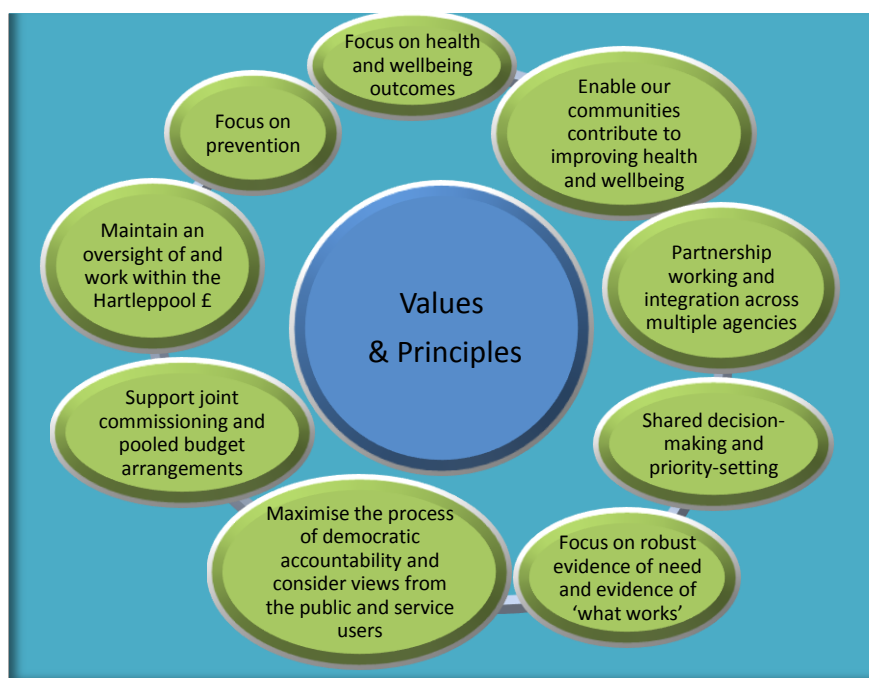 Focus on health
and wellbeing
outcomes
Enable our
communities
contribute to
improving health
and wellbeing
Partnership
working and
integration across
multiple agencies
Shared decision-
making and
priority-setting
Focus on robust
evidence of need
and evidence of
‘what works’
Maximise the process
of democratic
accountability and
consider views from
the public and service
users
Support joint
commissioning and
pooled budget
arrangements
Maintain an
oversight of and
work within the
Hartleppool £
Focus on
prevention
Values
& Principles